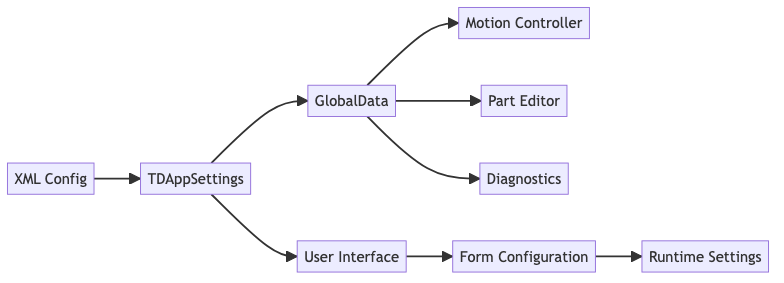 Motion Controller
GlobalData
Part Editor
XML Config
TDAppSettings
Diagnostics
User Interface
Form Configuration
Runtime Settings